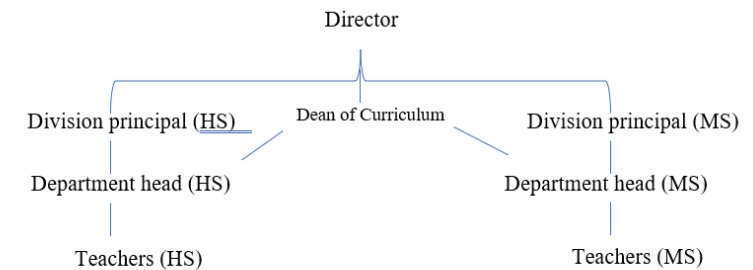 Director
Division principal (HS)
Dean of Curriculum
Division principal (MS)
Department head (HS)
Department head (MS)
Teachers (HS)
Teachers (MS)